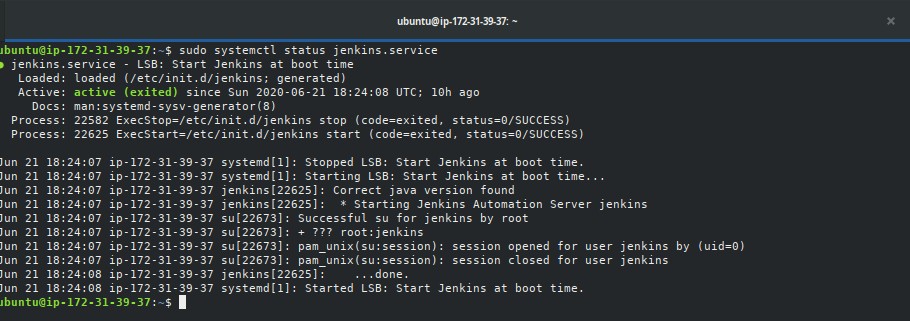 ubuntu@ip-172-31-39-37: ~
ubuntu@ip-172-31-39-37:~$ sudo systemctl status jenkins.service
● jenkins.service - LSB: Start Jenkins at boot time
Loaded: loaded (/etc/init.d/jenkins; generated)
Active: active (exited) since Sun 2020-06-21 18:24:08 UTC; 10h ago
Docs: man:systemd-sysv-generator(8)
Process: 22582 ExecStop=/etc/init.d/jenkins stop (code=exited, status=0/SUCCESS)
Process: 22625 ExecStart=/etc/init.d/jenkins start (code=exited, status=0/SUCCESS)
Jun 21 18:24:07 ip-172-31-39-37 systemd[1]: Stopped LSB: Start Jenkins at boot time.
Jun 21 18:24:07 ip-172-31-39-37 systemd[1]: Starting LSB: Start Jenkins at boot time...
Jun 21 18:24:07 ip-172-31-39-37 jenkins[22625]: Correct java version found
Jun 21 18:24:07 ip-172-31-39-37 jenkins[22625]:  * Starting Jenkins Automation Server jenkins
Jun 21 18:24:07 ip-172-31-39-37 su[22673]: Successful su for jenkins by root
Jun 21 18:24:07 ip-172-31-39-37 su[22673]: + ??? root:jenkins
Jun 21 18:24:07 ip-172-31-39-37 su[22673]: pam_unix(su:session): session opened for user jenkins by (uid=0)
Jun 21 18:24:07 ip-172-31-39-37 su[22673]: pam_unix(su:session): session closed for user jenkins
Jun 21 18:24:08 ip-172-31-39-37 jenkins[22625]:    ...done.
Jun 21 18:24:08 ip-172-31-39-37 systemd[1]: Started LSB: Start Jenkins at boot time.
ubuntu@ip-172-31-39-37:~$